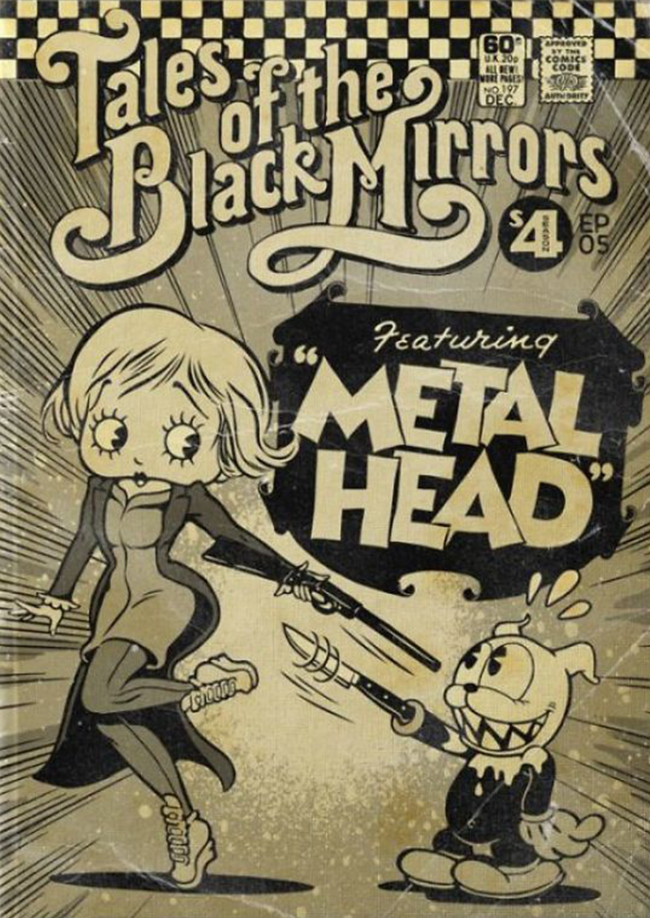 Tales
of the
Black Mirrors
60¢
U.K. 20p
ALL NEW!
MORE PAGES!
NO. 197
DEC.
APPROVED
BY THE
COMICS
CODE
AUTHORITY
S4
EP
05
Featuring
"METAL
HEAD"